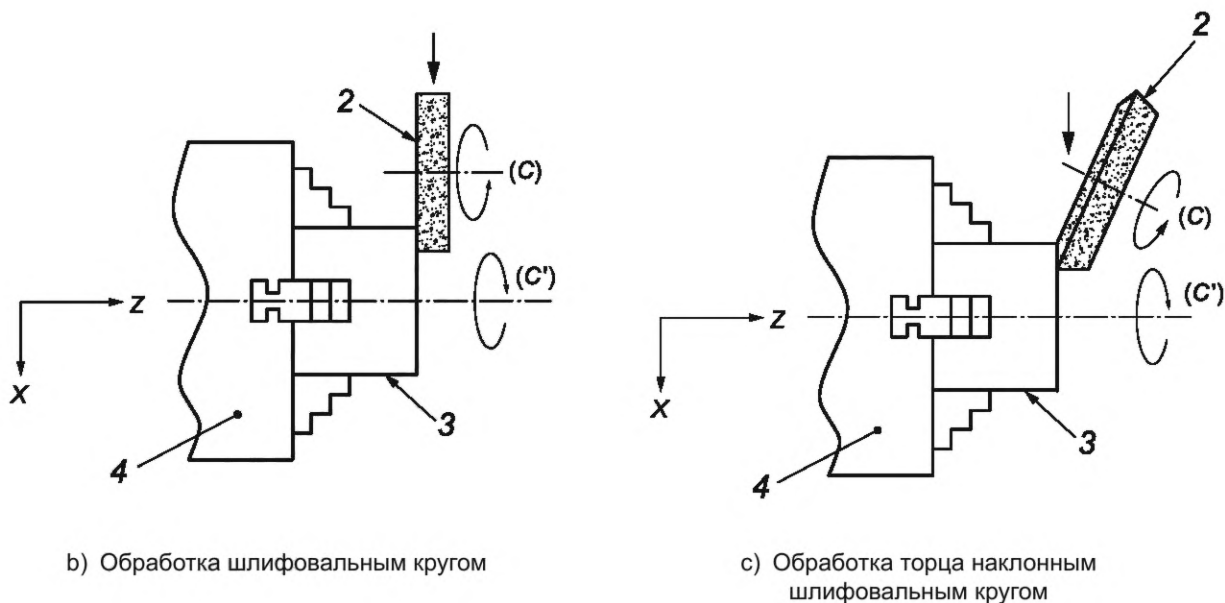 2
(C)
(C')
Z
X
3
4
b) Обработка шлифовальным кругом
2
(C)
(C')
Z
X
3
4
c) Обработка торца наклонным
шлифовальным кругом